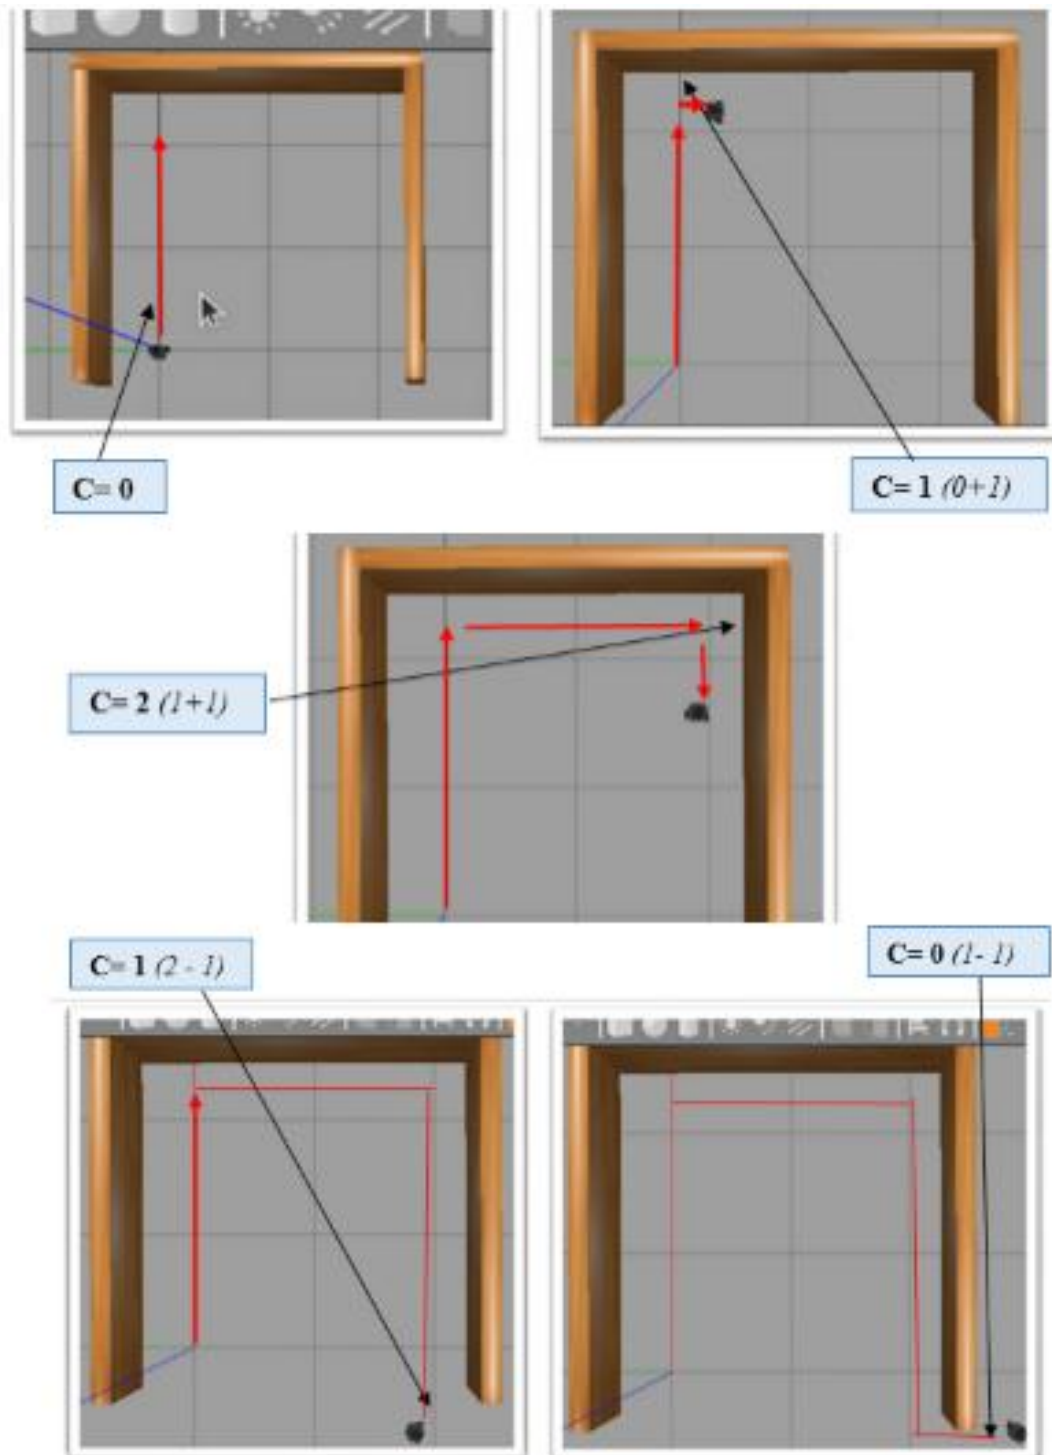 C= 0
C= 1 (0+1)
C= 2 (1+1)
C= 1 (2 - 1)
C= 0 (1- 1)